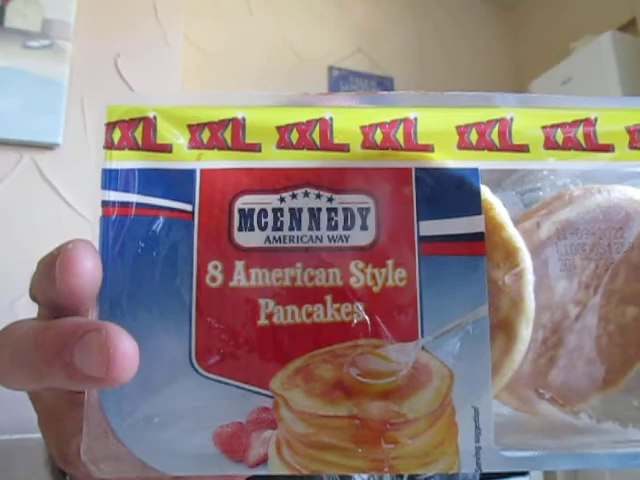 XXL XXL XXL XXL XXL XXL
MCENNEDY
AMERICAN WAY
8 American Style
Pancakes